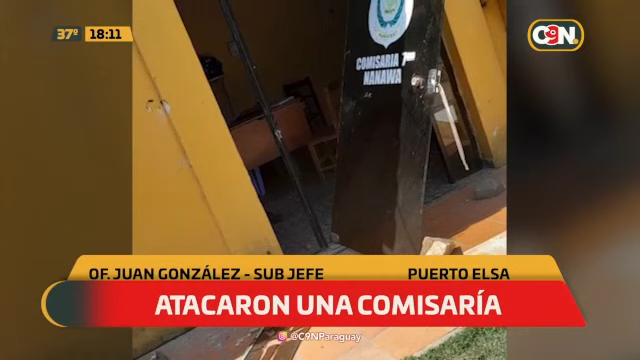 37º 18:11
C9N
COMISARIA 7ª
NANAWA
OF. JUAN GONZÁLEZ - SUB JEFE
PUERTO ELSA
ATACARON UNA COMISARÍA
@C9NParaguay